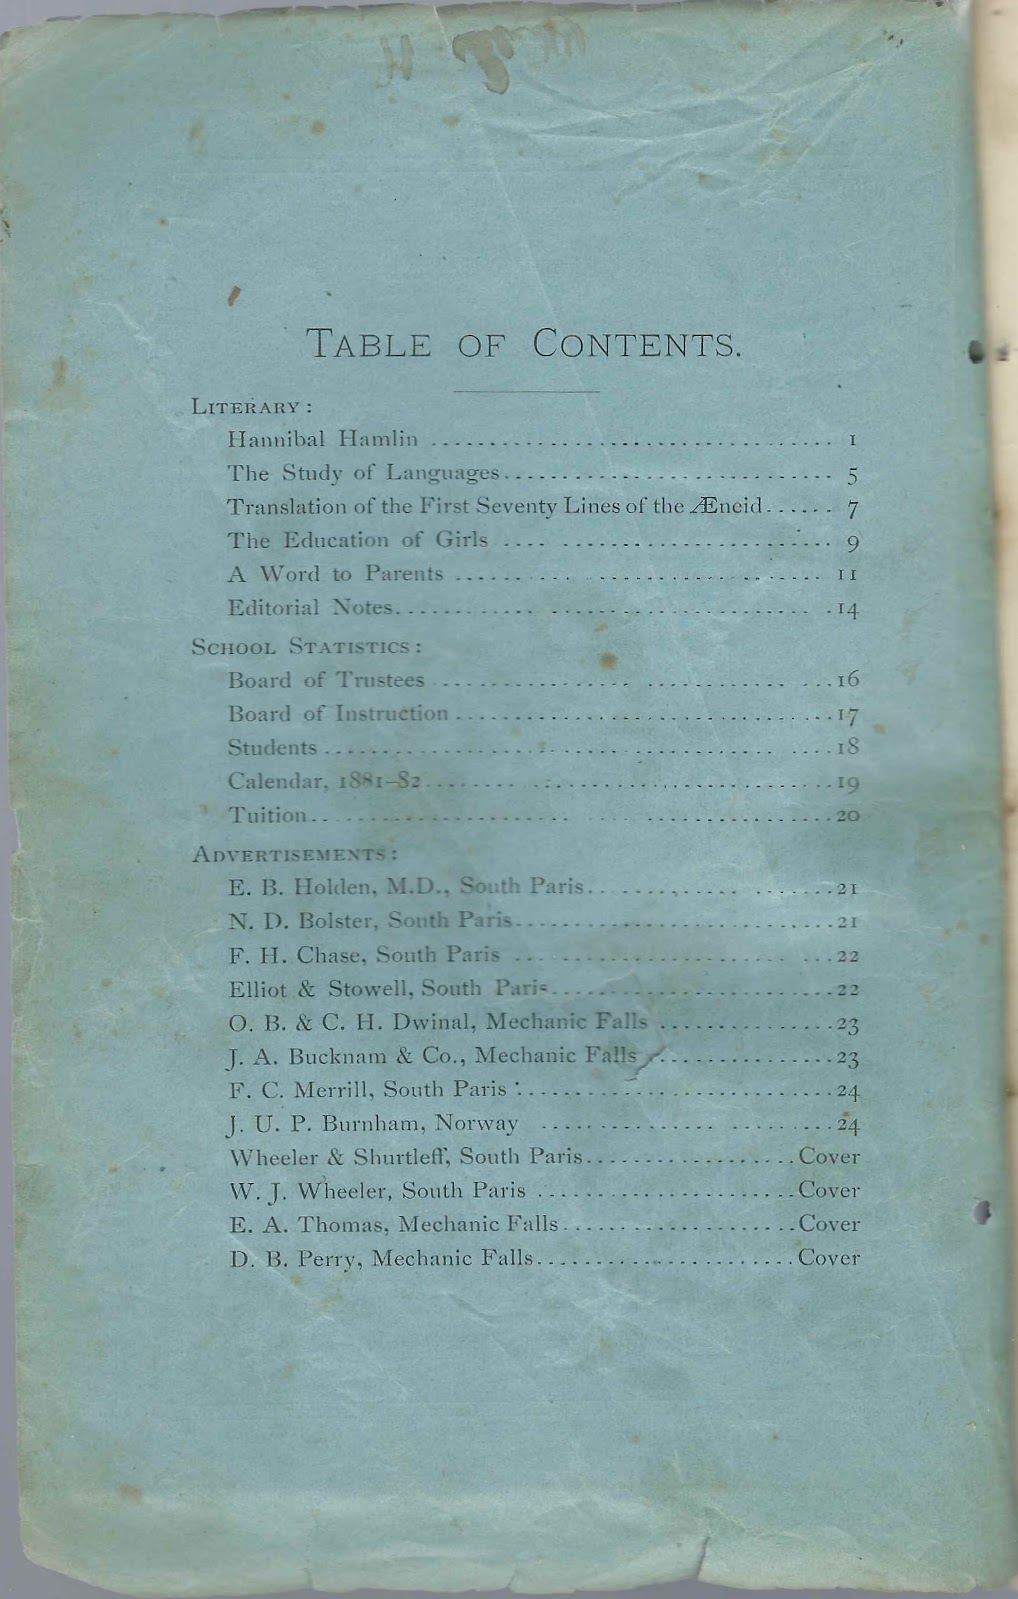 TABLE OF CONTENTS.
LITERARY:
Hannibal Hamlin .................................. 1
The Study of Languages............................ 5
Translation of the First Seventy Lines of the Æneid...... 7
The Education of Girls .............................. 9
A Word to Parents ................................ 11
Editorial Notes...................................14
SCHOOL STATISTICS:
Board of Trustees ................................16
Board of Instruction ................................17
Students ..........................................18
Calendar, 1881–82..................................19
Tuition............................................20
ADVERTISEMENTS:
E. B. Holden, M.D., South Paris.....................21
N. D. Bolster, South Paris...........................21
F. H. Chase, South Paris ............................22
Elliot & Stowell, South Paris........................22
O. B. & C. H. Dwinal, Mechanic Falls ...............23
J. A. Bucknam & Co., Mechanic Falls ................23
F. C. Merrill, South Paris ...........................24
J. U. P. Burnham, Norway ..........................24
Wheeler & Shurtleff, South Paris..................Cover
W. J. Wheeler, South Paris ......................Cover
E. A. Thomas, Mechanic Falls....................Cover
D. B. Perry, Mechanic Falls......................Cover